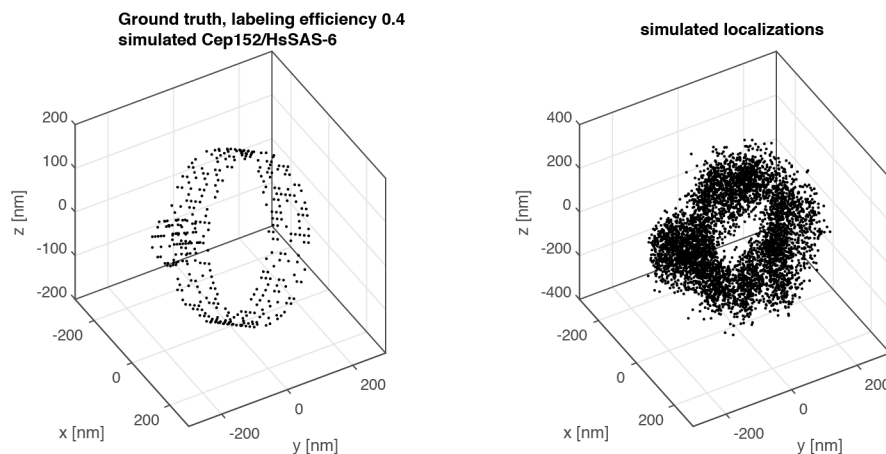 Ground truth, labeling efficiency 0.4
simulated Cep152/HsSAS-6
200
100
0
-100
-200
z [nm]
-200
0
200
x [nm]
-200
0
200
y [nm]
simulated localizations
400
200
0
-200
-400
z [nm]
-200
0
200
x [nm]
-200
0
200
y [nm]